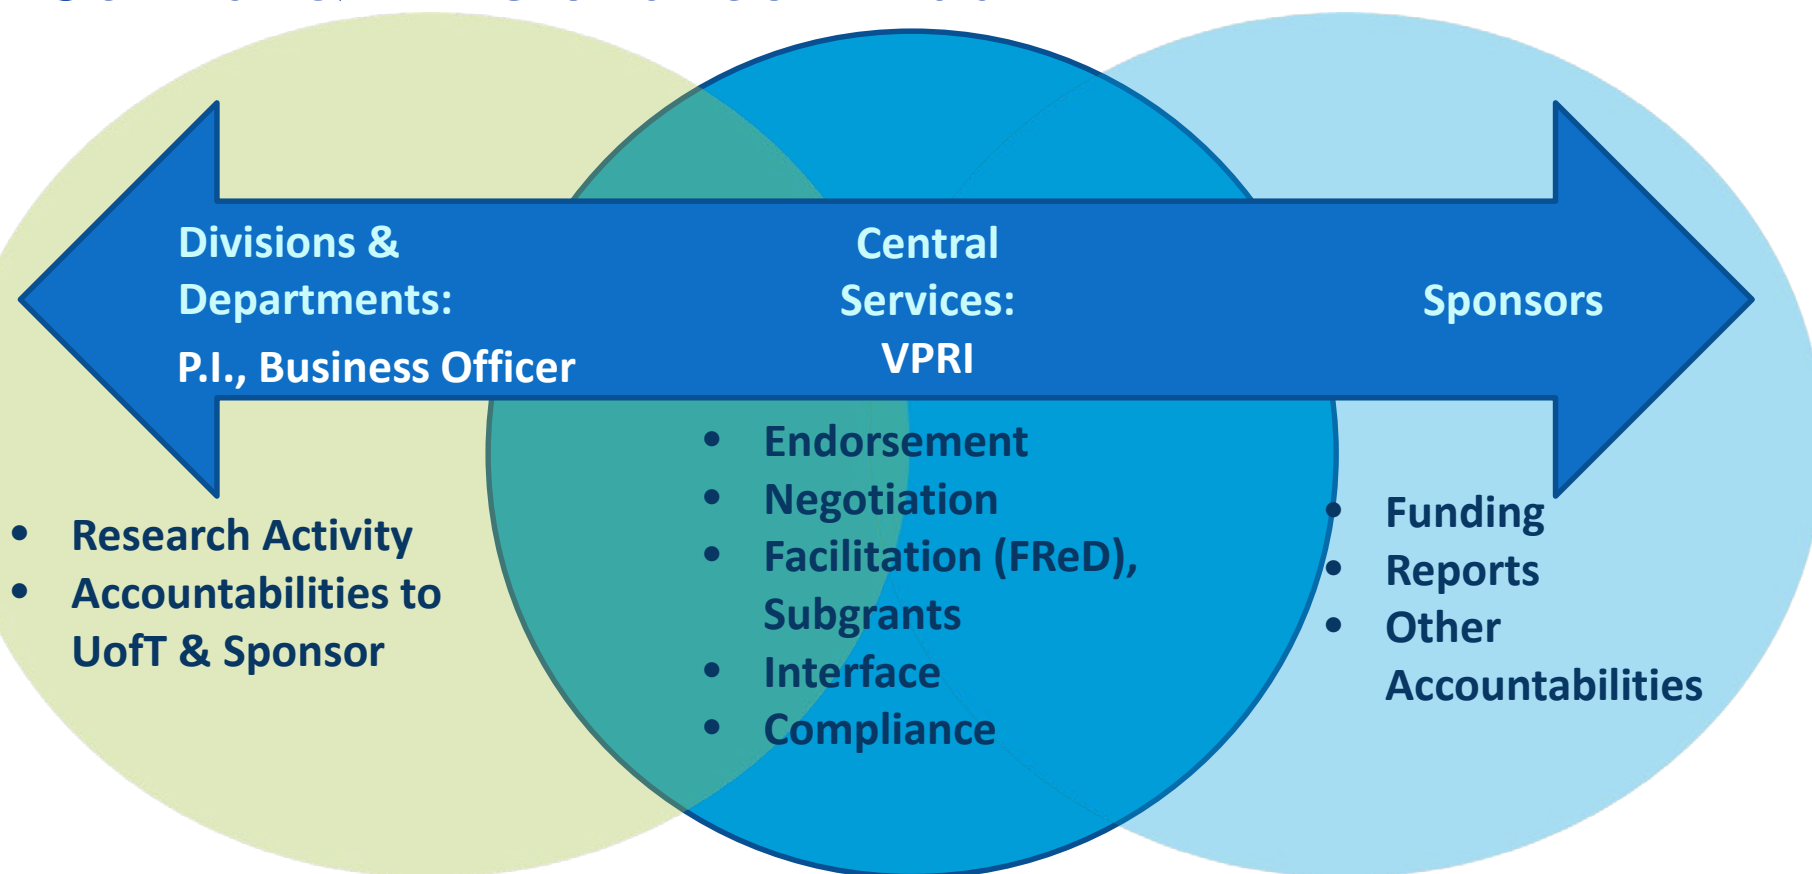 Divisions &
Departments:
P.I., Business Officer
Central
Services:
VPRI
Sponsors
• Research Activity
• Accountabilities to
UofT & Sponsor
• Endorsement
• Negotiation
• Facilitation (FReD),
Subgrants
• Interface
• Compliance
• Funding
• Reports
• Other
Accountabilities